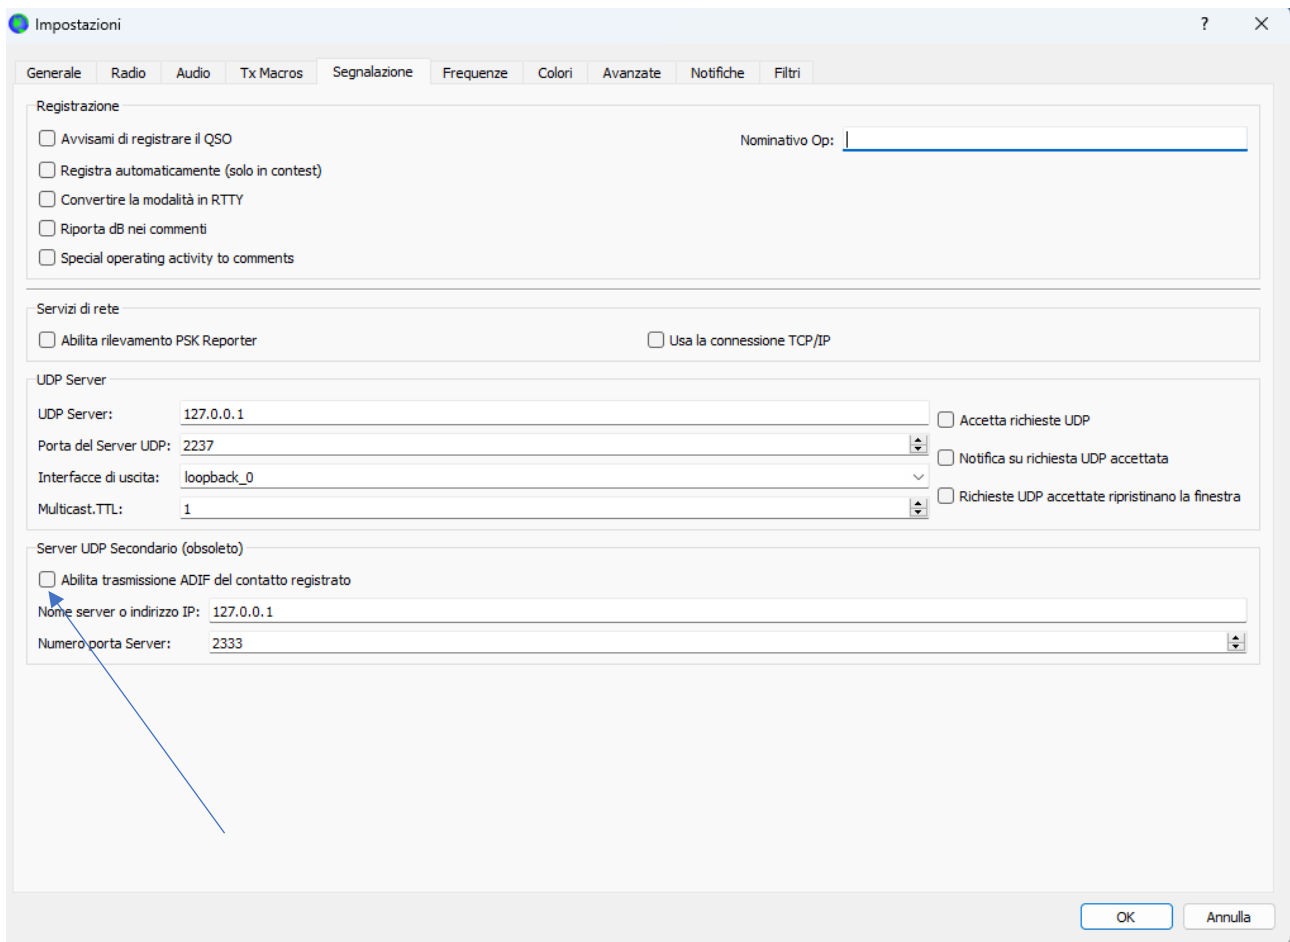 Impostazioni
Generale Radio Audio Tx Macros Segnalazione Frequenze Colori Avanzate Notifiche Filtri
Registrazione
Avvisami di registrare il QSO
Nominativo Op:
Registra automaticamente (solo in contest)
Convertire la modalità in RTTY
Riporta dB nei commenti
Special operating activity to comments
Servizi di rete
Abilita rilevamento PSK Reporter
Usa la connessione TCP/IP
UDP Server
UDP Server: 127.0.0.1
Accetta richieste UDP
Porta del Server UDP: 2237
Notifica su richiesta UDP accettata
Interfacce di uscita: loopback_0
Richieste UDP accettate ripristinano la finestra
Multicast.TTL: 1
Server UDP Secondario (obsoleto)
Abilita trasmissione ADIF del contatto registrato
Nome server o indirizzo IP: 127.0.0.1
Numero porta Server: 2333
OK Annulla